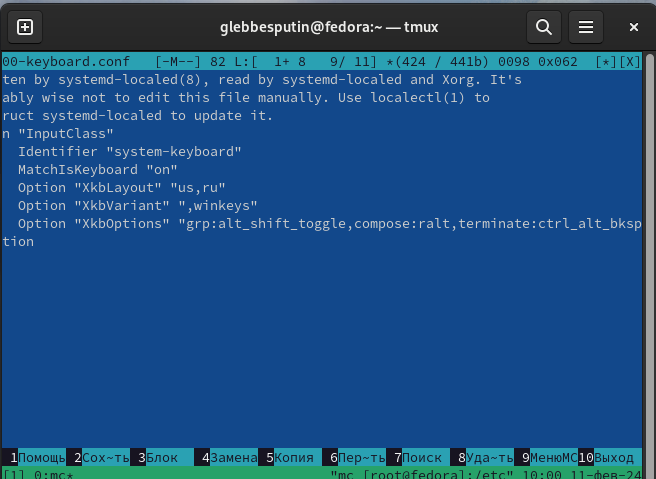 glebbesputin@fedora:~ — tmux
00-keyboard.conf [-M--] 82 L:[ 1+ 8 9/ 11] *(424 / 441b) 0098 0x062 [*][X]
ten by systemd-localed(8), read by systemd-localed and Xorg. It's
ably wise not to edit this file manually. Use localectl(1) to
ruct systemd-localed to update it.
n "InputClass"
Identifier "system-keyboard"
MatchIsKeyboard "on"
Option "XkbLayout" "us,ru"
Option "XkbVariant" ",winkeys"
Option "XkbOptions" "grp:alt_shift_toggle,compose:ralt,terminate:ctrl_alt_bksp
tion
1Помощь 2Сох~ть 3Блок 4Замена 5Копия 6Пер~ть 7Поиск 8Уда~ть 9МенюMC 10Выход
[1] 0:mc* "mc [root@fedora]:/etc" 10:00 11-фев-24